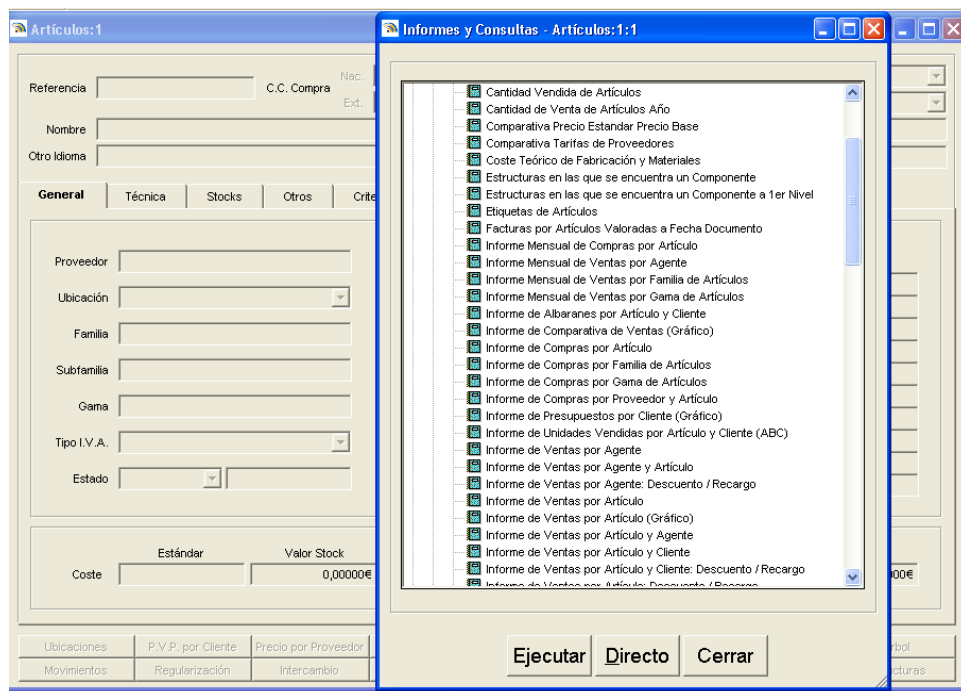 Artículos:1
Informes y Consultas - Artículos:1:1
Referencia
C.C. Compra
Nac.
Ext.
Nombre
Otro Idioma
General
Técnica
Stocks
Otros
Crite
Proveedor
Ubicación
Familia
Subfamilia
Gama
Tipo I.V.A.
Estado
Estándar
Valor Stock
Coste
0,00000€
000€
Ubicaciones
P.V.P. por Cliente
Precio por Proveedor
rbol
Movimientos
Regularización
Intercambio
cturas
Cantidad Vendida de Artículos
Cantidad de Venta de Artículos Año
Comparativa Precio Estandar Precio Base
Comparativa Tarifas de Proveedores
Coste Teórico de Fabricación y Materiales
Estructuras en las que se encuentra un Componente
Estructuras en las que se encuentra un Componente a 1er Nivel
Etiquetas de Artículos
Facturas por Artículos Valoradas a Fecha Documento
Informe Mensual de Compras por Artículo
Informe Mensual de Ventas por Agente
Informe Mensual de Ventas por Familia de Artículos
Informe Mensual de Ventas por Gama de Artículos
Informe de Albaranes por Artículo y Cliente
Informe de Comparativa de Ventas (Gráfico)
Informe de Compras por Artículo
Informe de Compras por Familia de Artículos
Informe de Compras por Gama de Artículos
Informe de Compras por Proveedor y Artículo
Informe de Presupuestos por Cliente (Gráfico)
Informe de Unidades Vendidas por Artículo y Cliente (ABC)
Informe de Ventas por Agente
Informe de Ventas por Agente y Artículo
Informe de Ventas por Agente: Descuento / Recargo
Informe de Ventas por Artículo
Informe de Ventas por Artículo (Gráfico)
Informe de Ventas por Artículo y Agente
Informe de Ventas por Artículo y Cliente
Informe de Ventas por Artículo y Cliente: Descuento / Recargo
Informe de Ventas por Artículo: Descuento / Recargo
Ejecutar
Directo
Cerrar